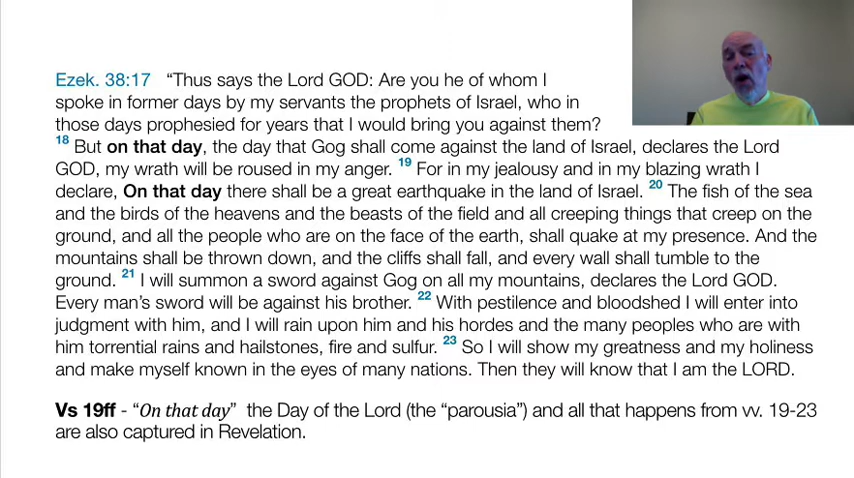 Ezek. 38:17 “Thus says the Lord GOD: Are you he of whom I
spoke in former days by my servants the prophets of Israel, who in
those days prophesied for years that I would bring you against them?
18 But on that day, the day that Gog shall come against the land of Israel, declares the Lord
GOD, my wrath will be roused in my anger. 19 For in my jealousy and in my blazing wrath I
declare, On that day there shall be a great earthquake in the land of Israel. 20 The fish of the sea
and the birds of the heavens and the beasts of the field and all creeping things that creep on the
ground, and all the people who are on the face of the earth, shall quake at my presence. And the
mountains shall be thrown down, and the cliffs shall fall, and every wall shall tumble to the
ground. 21 I will summon a sword against Gog on all my mountains, declares the Lord GOD.
Every man’s sword will be against his brother. 22 With pestilence and bloodshed I will enter into
judgment with him, and I will rain upon him and his hordes and the many peoples who are with
him torrential rains and hailstones, fire and sulfur. 23 So I will show my greatness and my holiness
and make myself known in the eyes of many nations. Then they will know that I am the LORD.
Vs 19ff - “On that day” the Day of the Lord (the “parousia”) and all that happens from vv. 19-23
are also captured in Revelation.